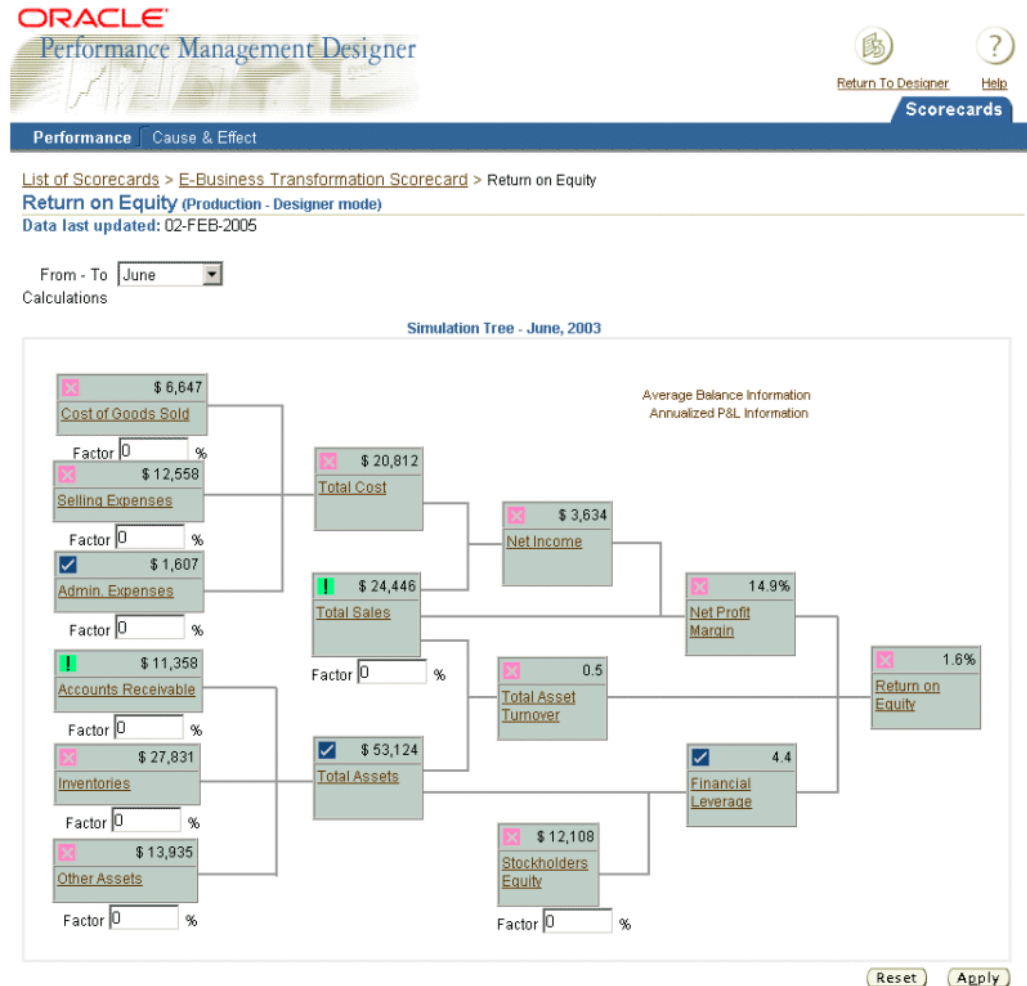 ORACLE
Performance Management Designer
Return To Designer
Help
Scorecards
Performance
Cause & Effect
List of Scorecards > E-Business Transformation Scorecard > Return on Equity
Return on Equity (Production - Designer mode)
Data last updated: 02-FEB-2005
From - To June
Calculations
Simulation Tree - June, 2003
Average Balance Information
Annualized P&L Information
$ 6,647
Cost of Goods Sold
Factor 0 %
$ 12,558
Selling Expenses
Factor 0 %
$ 1,607
Admin. Expenses
Factor 0 %
$ 11,358
Accounts Receivable
Factor 0 %
$ 27,831
Inventories
Factor 0 %
$ 13,935
Other Assets
Factor 0 %
$ 20,812
Total Cost
$ 24,446
Total Sales
Factor 0 %
$ 53,124
Total Assets
$ 3,634
Net Income
0.5
Total Asset
Turnover
$ 12,108
Stockholders
Equity
Factor 0 %
14.9%
Net Profit
Margin
4.4
Financial
Leverage
1.6%
Return on
Equity
Reset
Apply